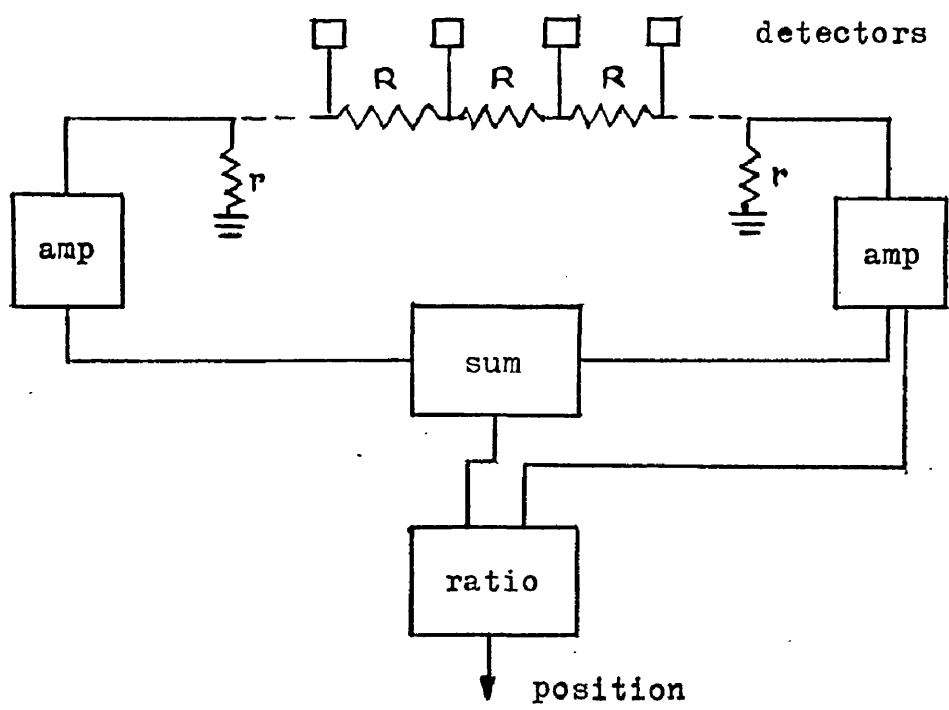 detectors
R R R
r r
amp amp
sum
ratio
position